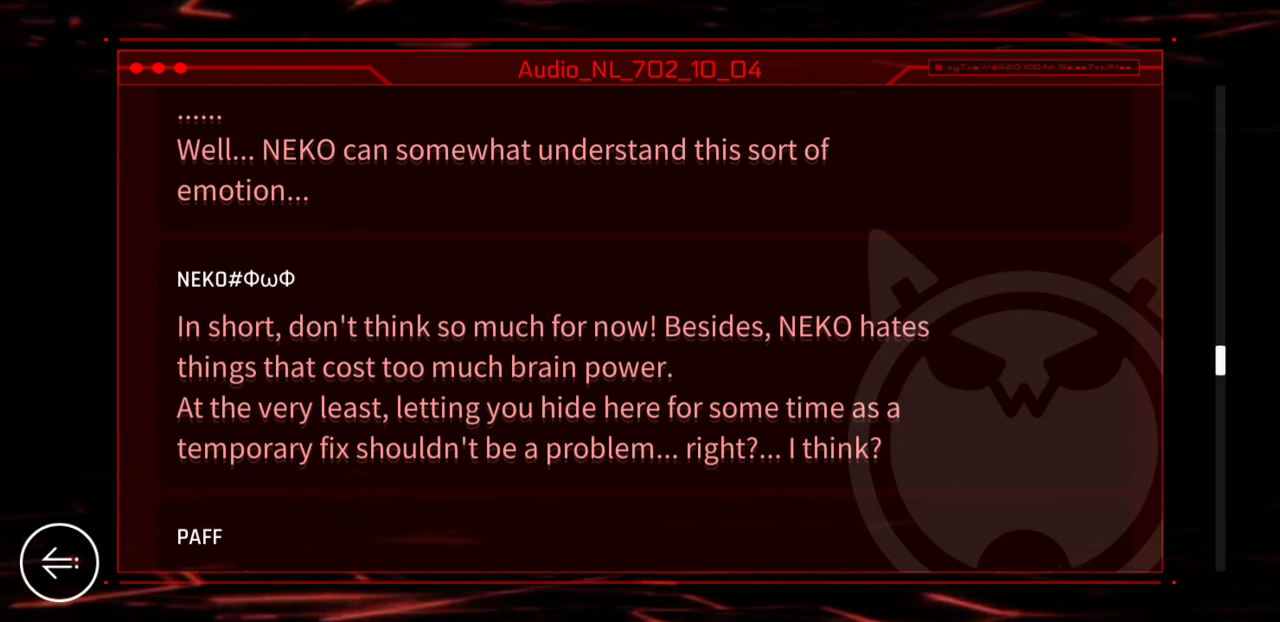 Audio_NL_702_10_04
......
Well... NEKO can somewhat understand this sort of
emotion...
NEKO#ΦωΦ
In short, don't think so much for now! Besides, NEKO hates
things that cost too much brain power.
At the very least, letting you hide here for some time as a
temporary fix shouldn't be a problem... right?... I think?
PAFF